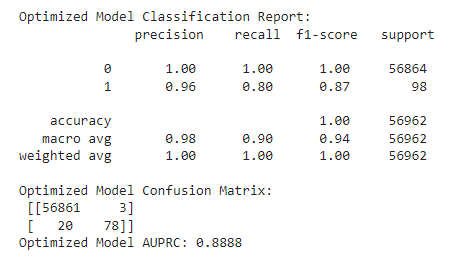 Optimized Model Classification Report:
precision recall f1-score support
0 1.00 1.00 1.00 56864
1 0.96 0.80 0.87 98
accuracy 1.00 56962
macro avg 0.98 0.90 0.94 56962
weighted avg 1.00 1.00 1.00 56962
Optimized Model Confusion Matrix:
[[56861 3]
[ 20 78]]
Optimized Model AUPRC: 0.8888